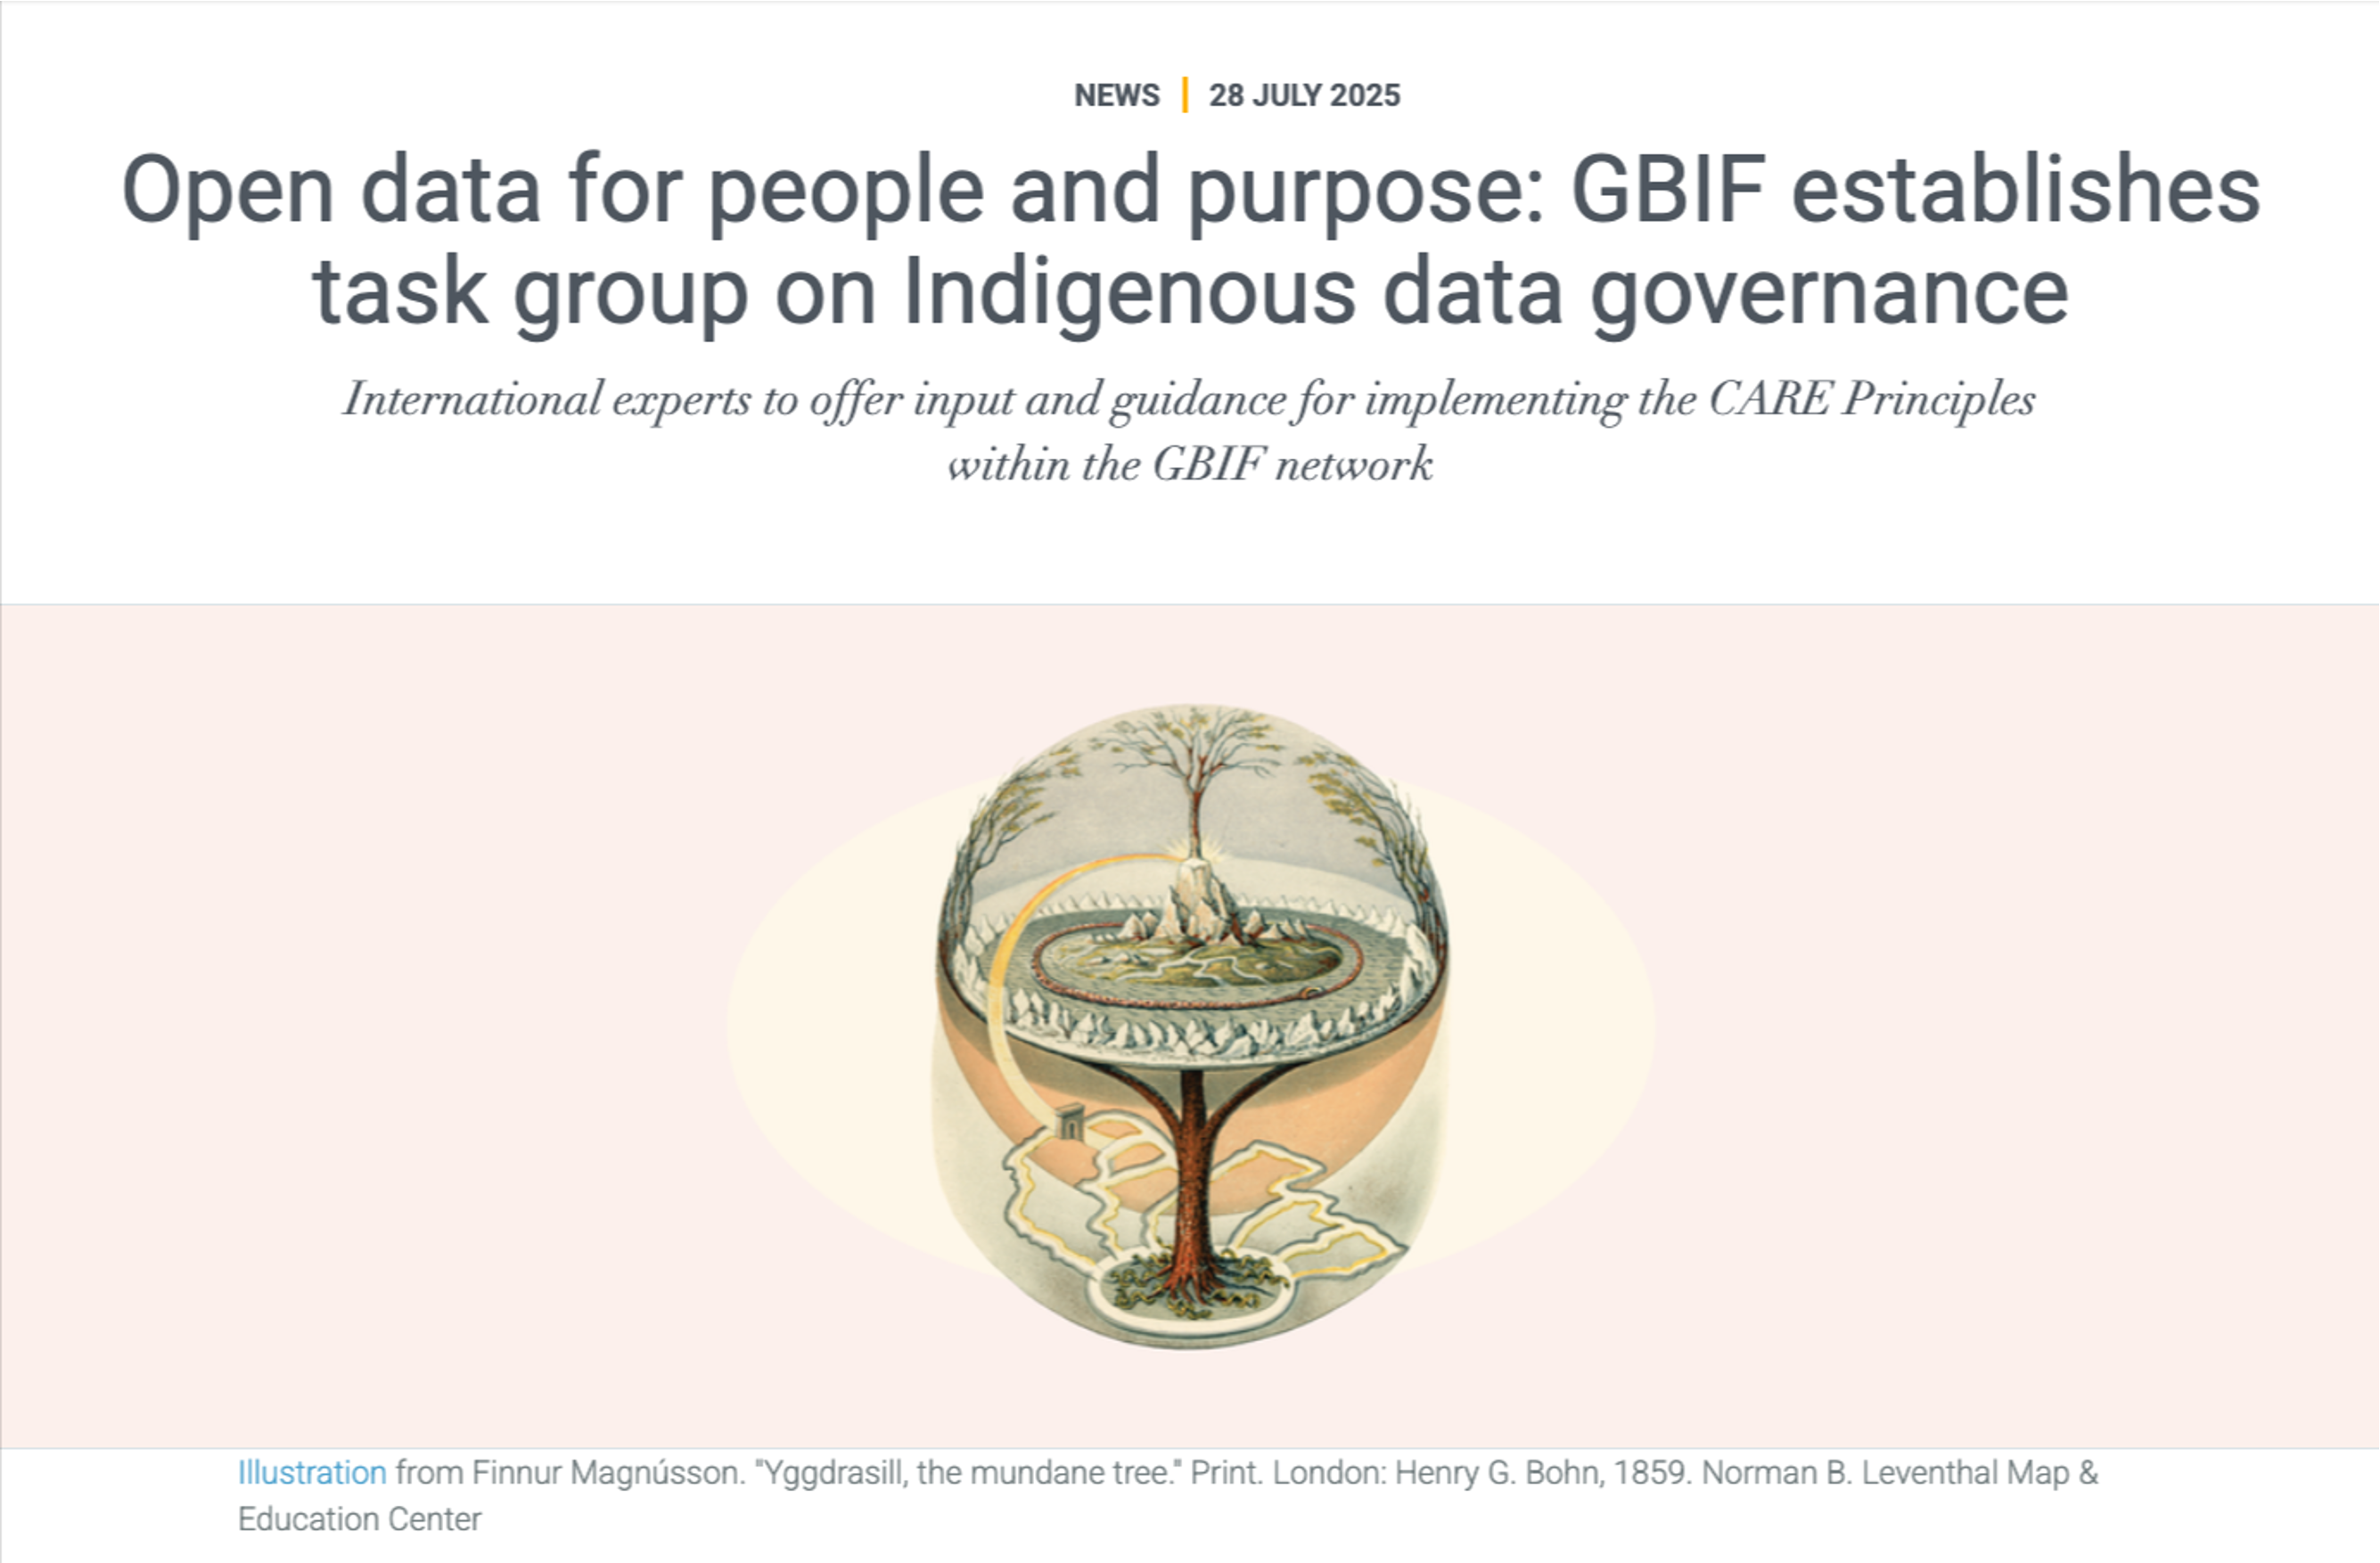 NEWS | 28 JULY 2025
Open data for people and purpose: GBIF establishes
task group on Indigenous data governance
International experts to offer input and guidance for implementing the CARE Principles
within the GBIF network
Illustration from Finnur Magnússon. "Yggdrasill, the mundane tree." Print. London: Henry G. Bohn, 1859. Norman B. Leventhal Map &
Education Center